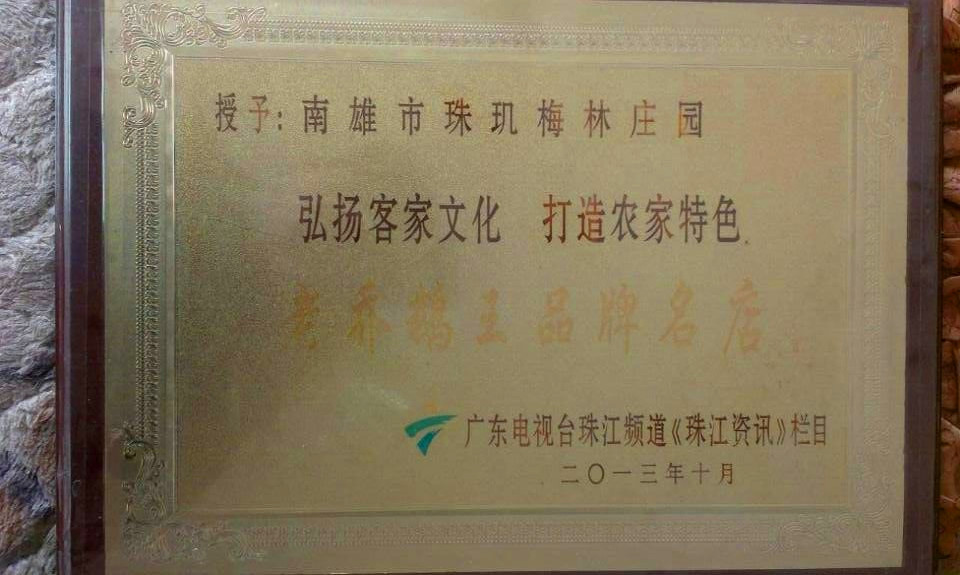 授予:南雄市珠玑梅林庄园
弘扬客家文化 打造农家特色
老乔鹅王品牌名店
广东电视台珠江频道《珠江资讯》栏目
二〇一三年十月